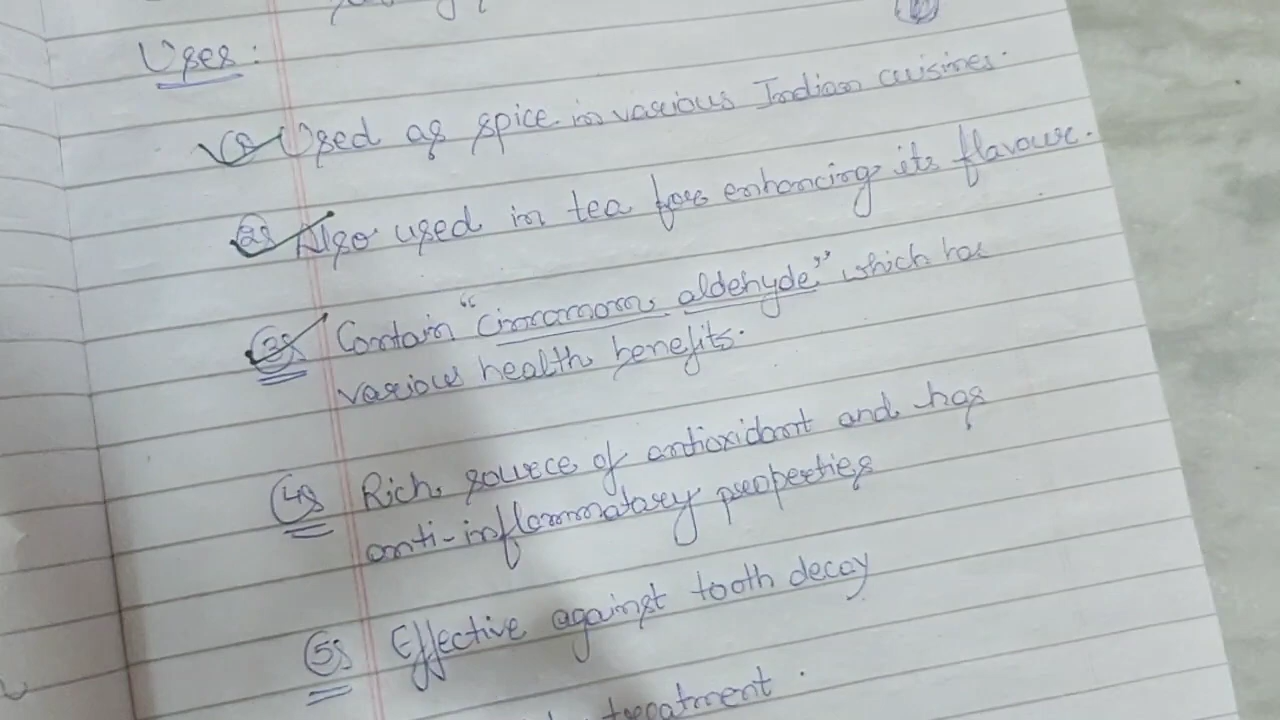 Uses :
Used as spice in various Indian cuisines.
2) Also used in tea for enhancing its flavour.
3) Contain "Cinnamom aldehyde" which has
various health benefits.
4) Rich source of antioxidant and has
anti-inflammatory properties
5) Effective against tooth decay
treatment.